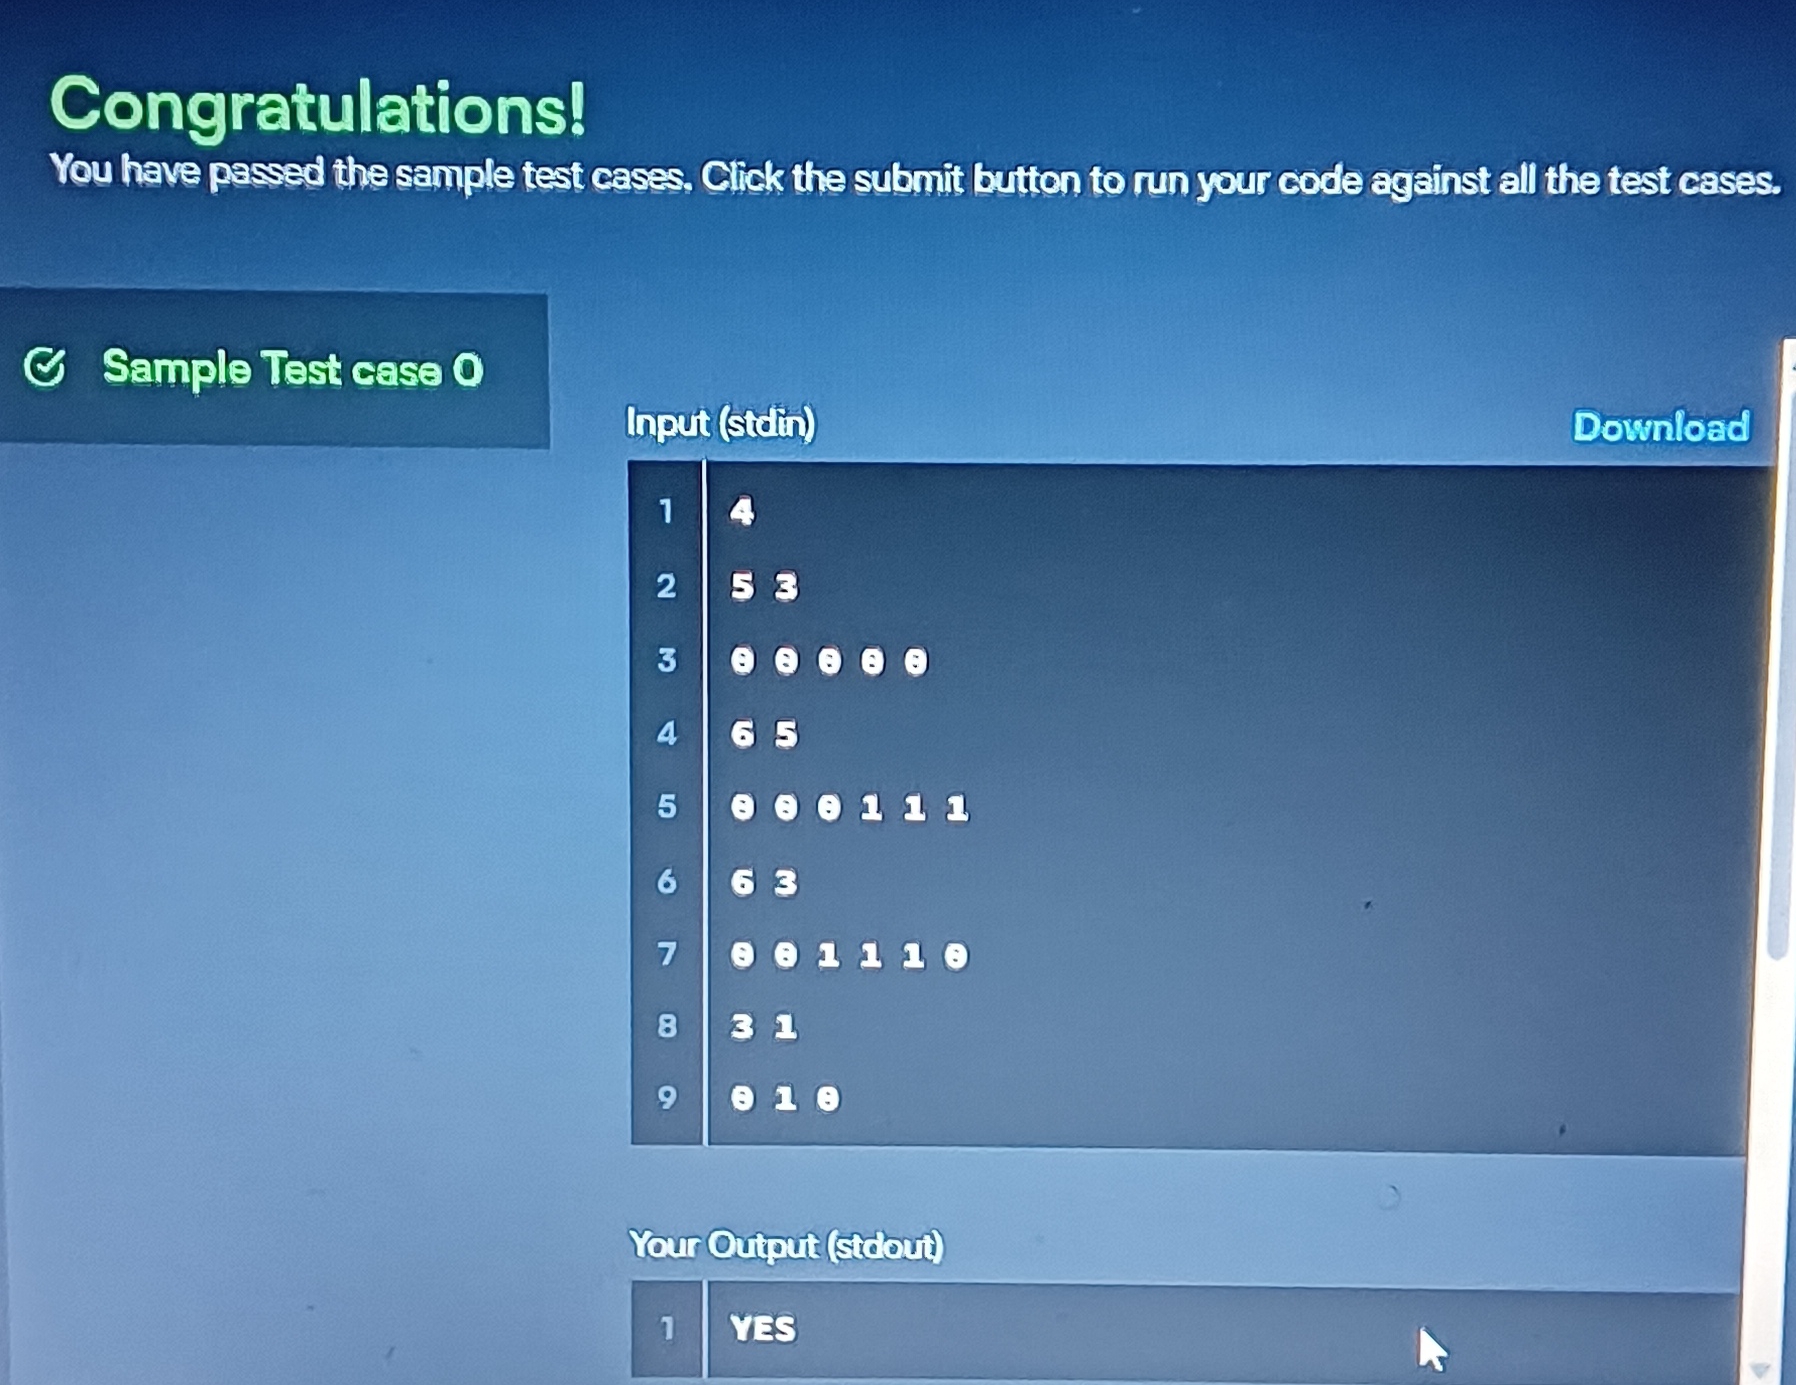 Congratulations!
You have passed the sample test cases. Click the submit button to run your code against all the test cases.
Sample Test case 0
Input (stdin)
Download
1 4
2 5 3
3 0 0 0 0 0
4 6 5
5 0 0 0 1 1 1
6 6 3
7 0 0 1 1 1 0
8 3 1
9 0 1 0
Your Output (stdout)
1 YES